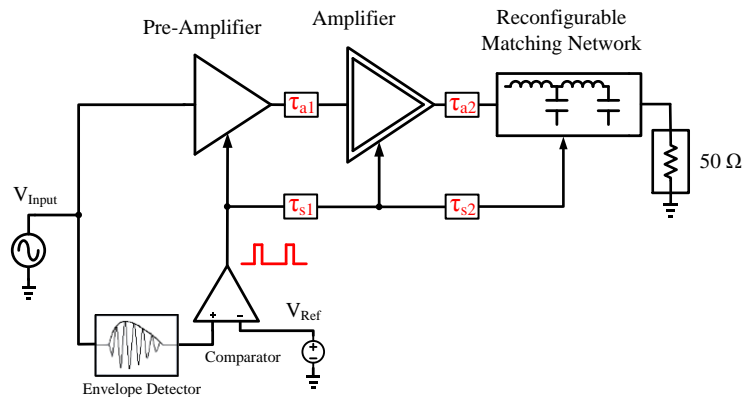 Pre-Amplifier
Amplifier
Reconfigurable
Matching Network
τa1
τa2
50 Ω
VInput
τs1
τs2
VRef
+ -
Comparator
+
-
Envelope Detector